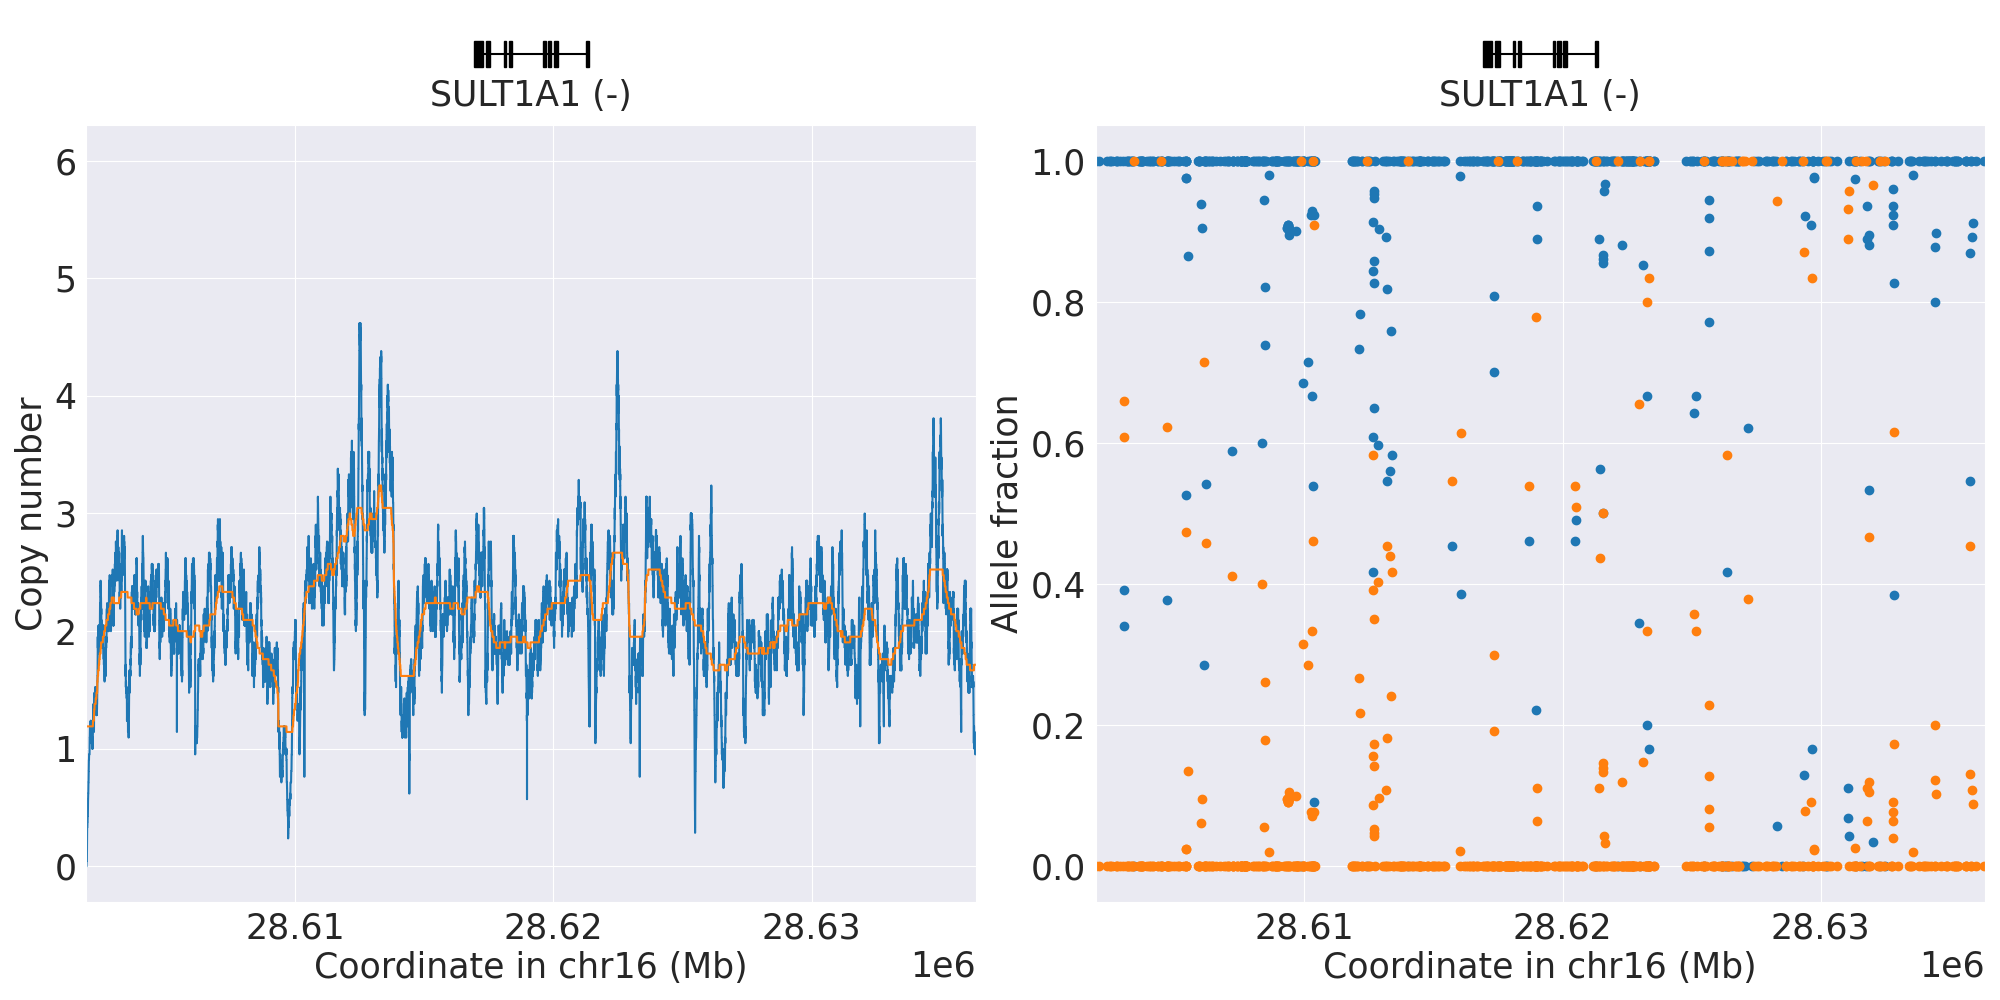 SULT1A1 (-)
6
5
4
3
2
1
0
Copy number
28.61
28.62
28.63
Coordinate in chr16 (Mb)
1e6
SULT1A1 (-)
1.0
0.8
0.6
0.4
0.2
0.0
Allele fraction
28.61
28.62
28.63
Coordinate in chr16 (Mb)
1e6